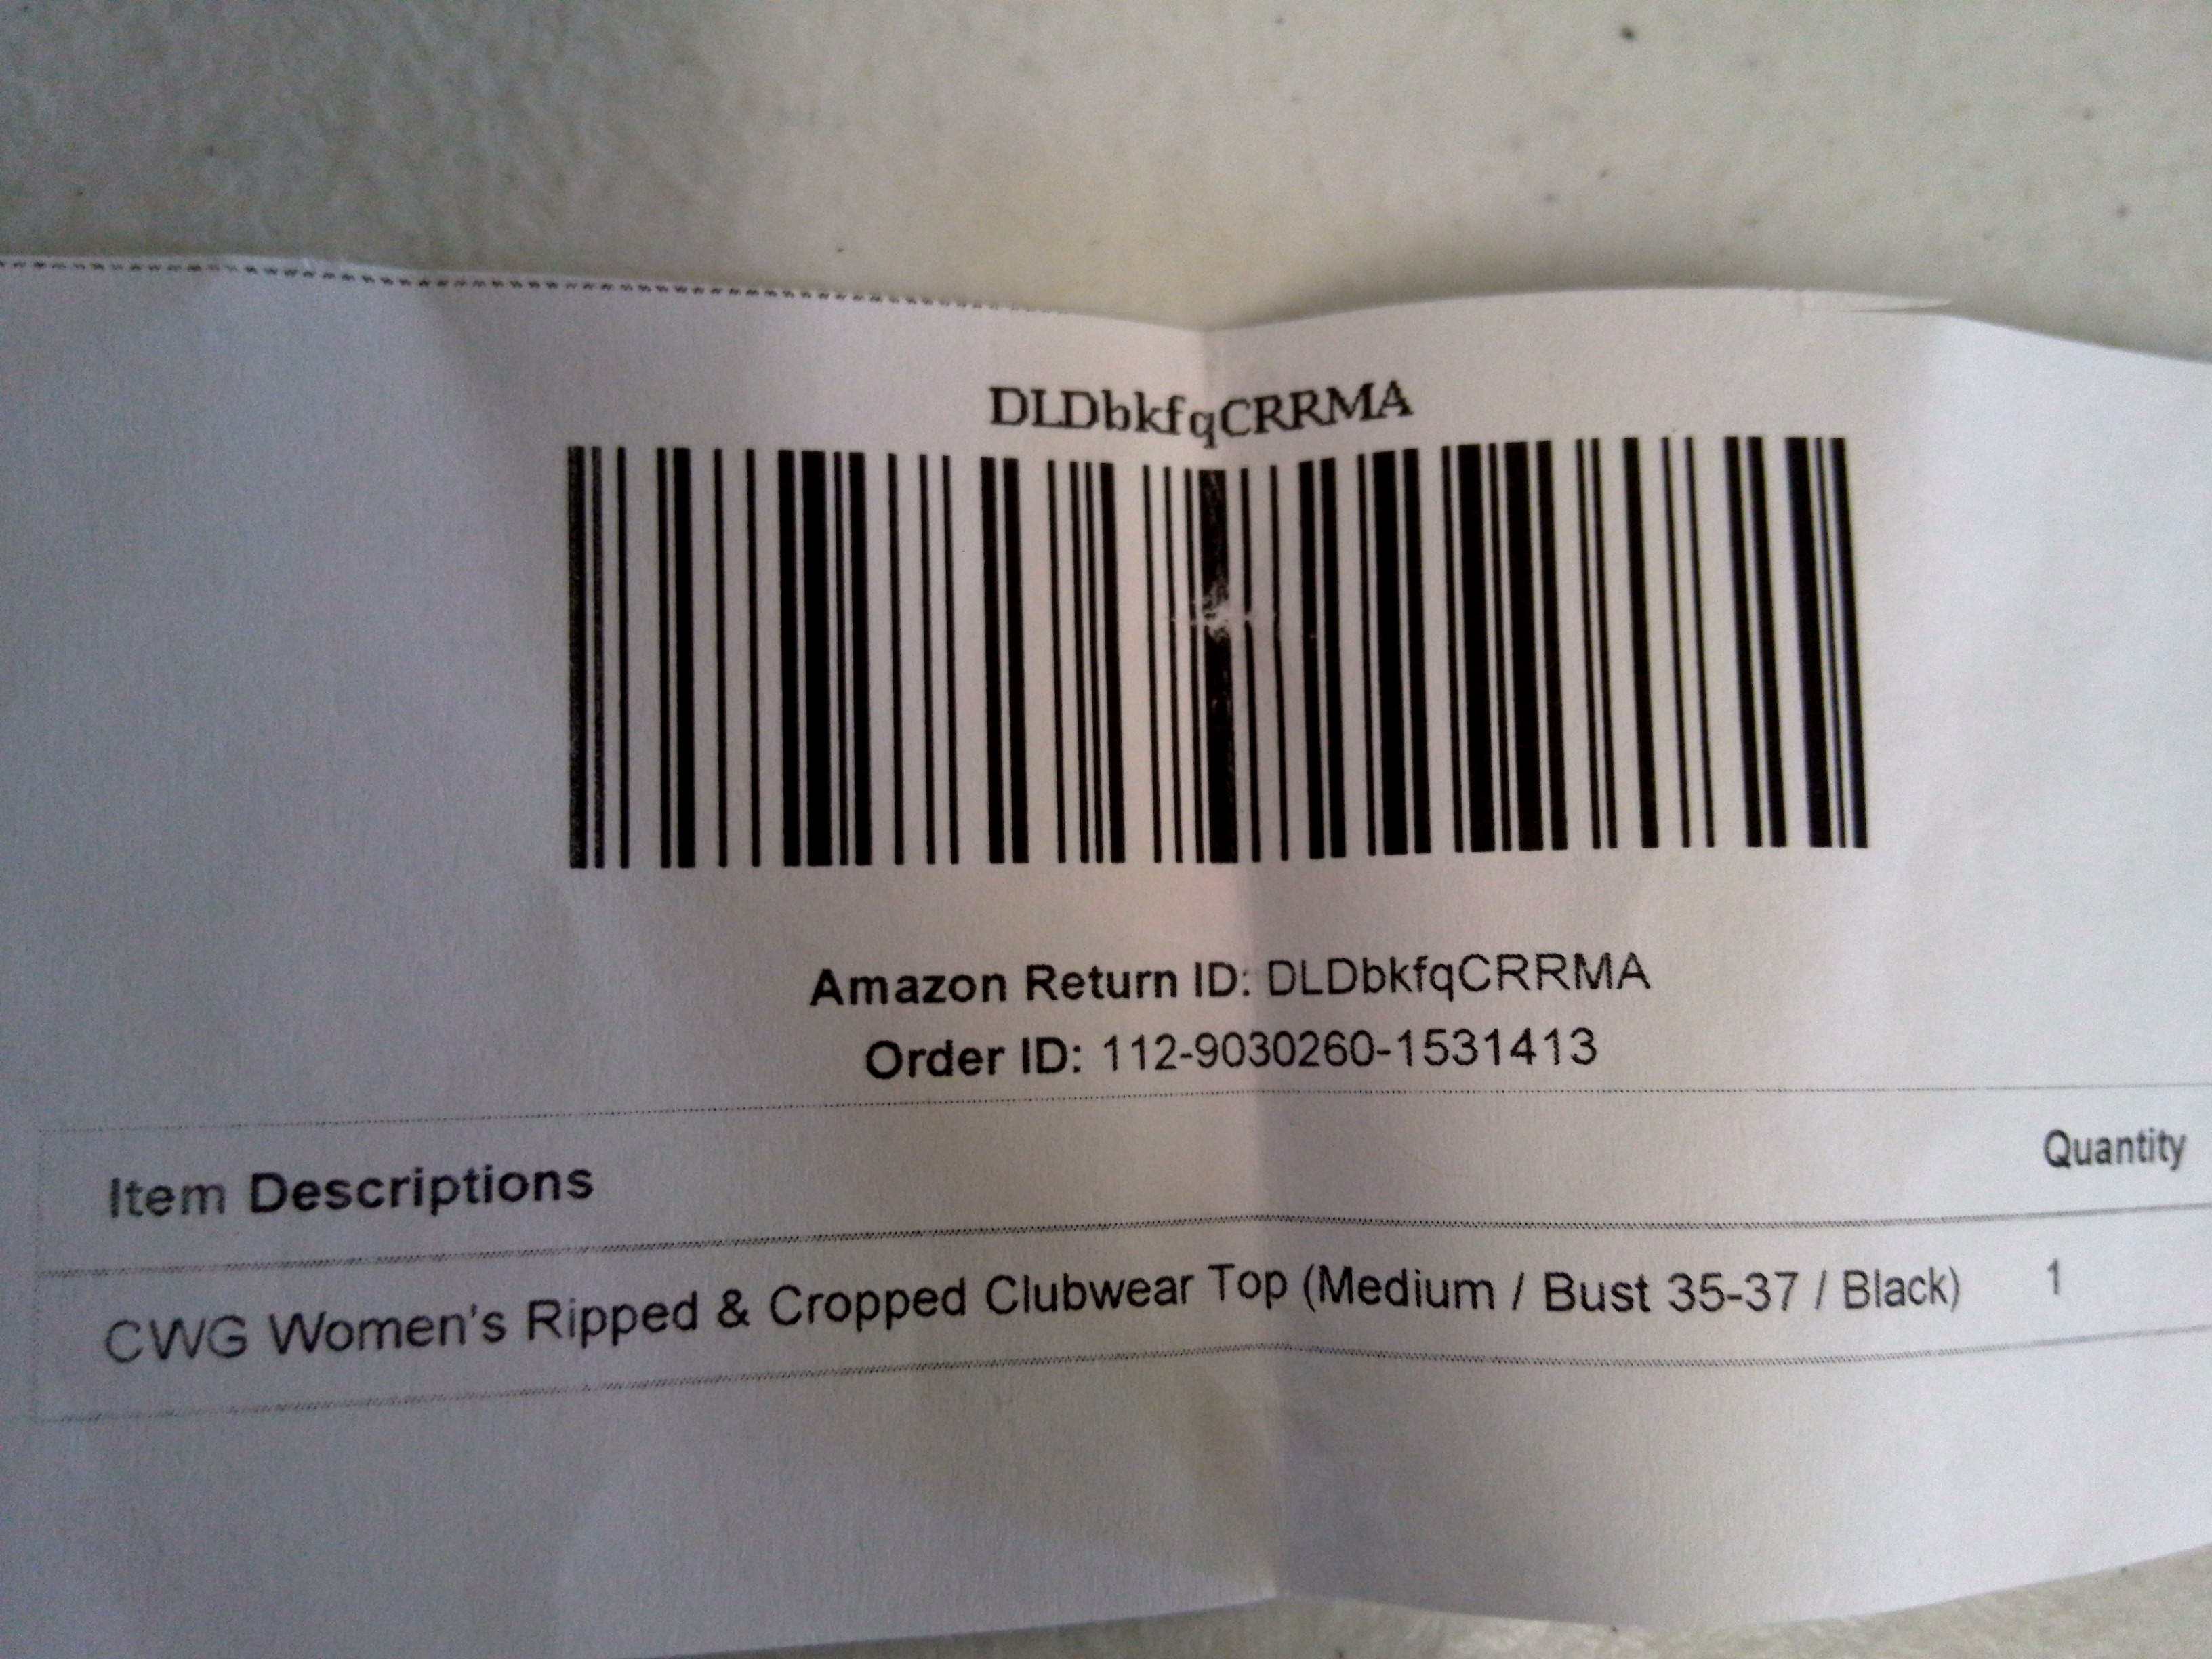 DLDbkfqCRRMA
Amazon Return ID: DLDbkfqCRRMA
Order ID: 112-9030260-1531413
Item Descriptions Quantity
CWG Women's Ripped & Cropped Clubwear Top (Medium / Bust 35-37 / Black) 1